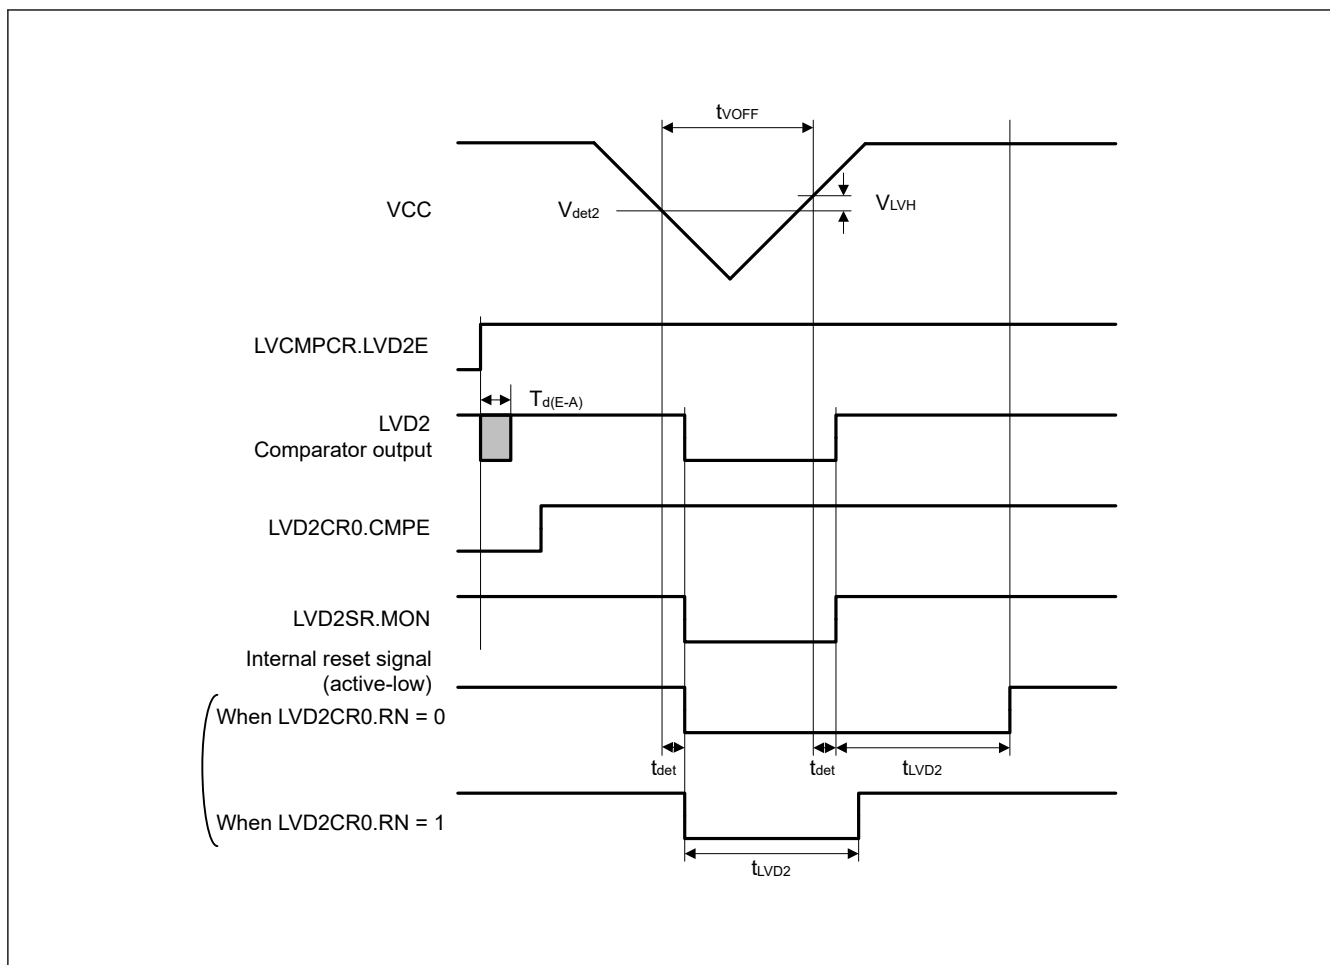 tVOFF
VCC
Vdet2
VLVH
LVCMPCR.LVD2E
Td(E-A)
LVD2
Comparator output
LVD2CR0.CMPE
LVD2SR.MON
Internal reset signal
(active-low)
When LVD2CR0.RN = 0
tdet
tdet
tLVD2
When LVD2CR0.RN = 1
tLVD2